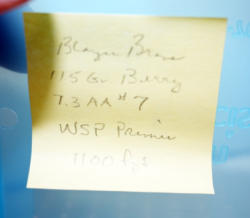 Blazer Brass
115 Gr. Berry
7.3 AA #7
WSP Primer
1100 fps